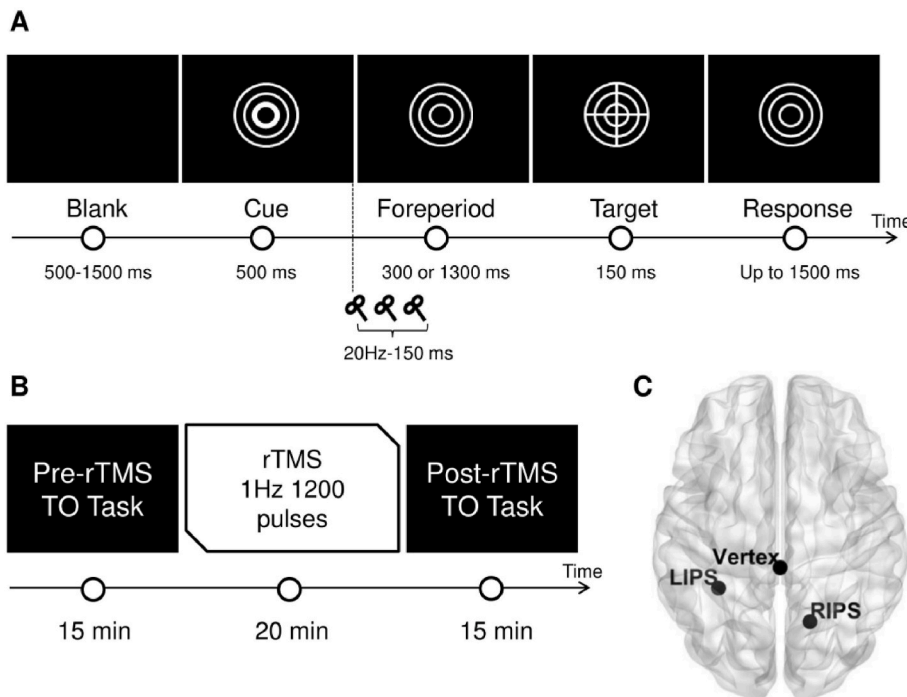 A
Blank
Cue
Foreperiod
Target
Response
Time
500-1500 ms
500 ms
300 or 1300 ms
150 ms
Up to 1500 ms
20Hz-150 ms
B
Pre-rTMS
TO Task
rTMS
1Hz 1200
pulses
Post-rTMS
TO Task
Time
15 min
20 min
15 min
C
Vertex
LIPS
RIPS